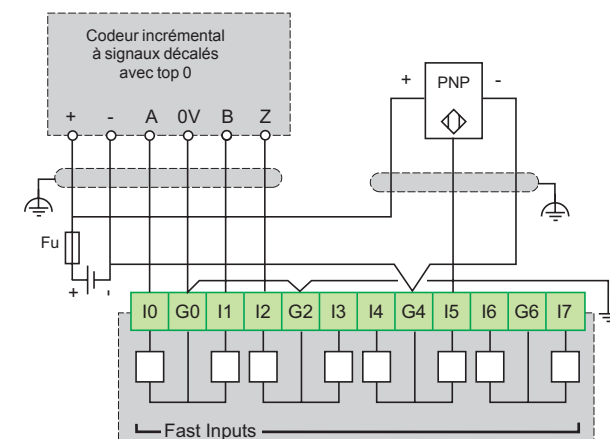 Codeur incrémental
à signaux décalés
avec top 0
+ - A 0V B Z
+ PNP -
Fu
+ -
I0 G0 I1 I2 G2 I3 I4 G4 I5 I6 G6 I7
Fast Inputs